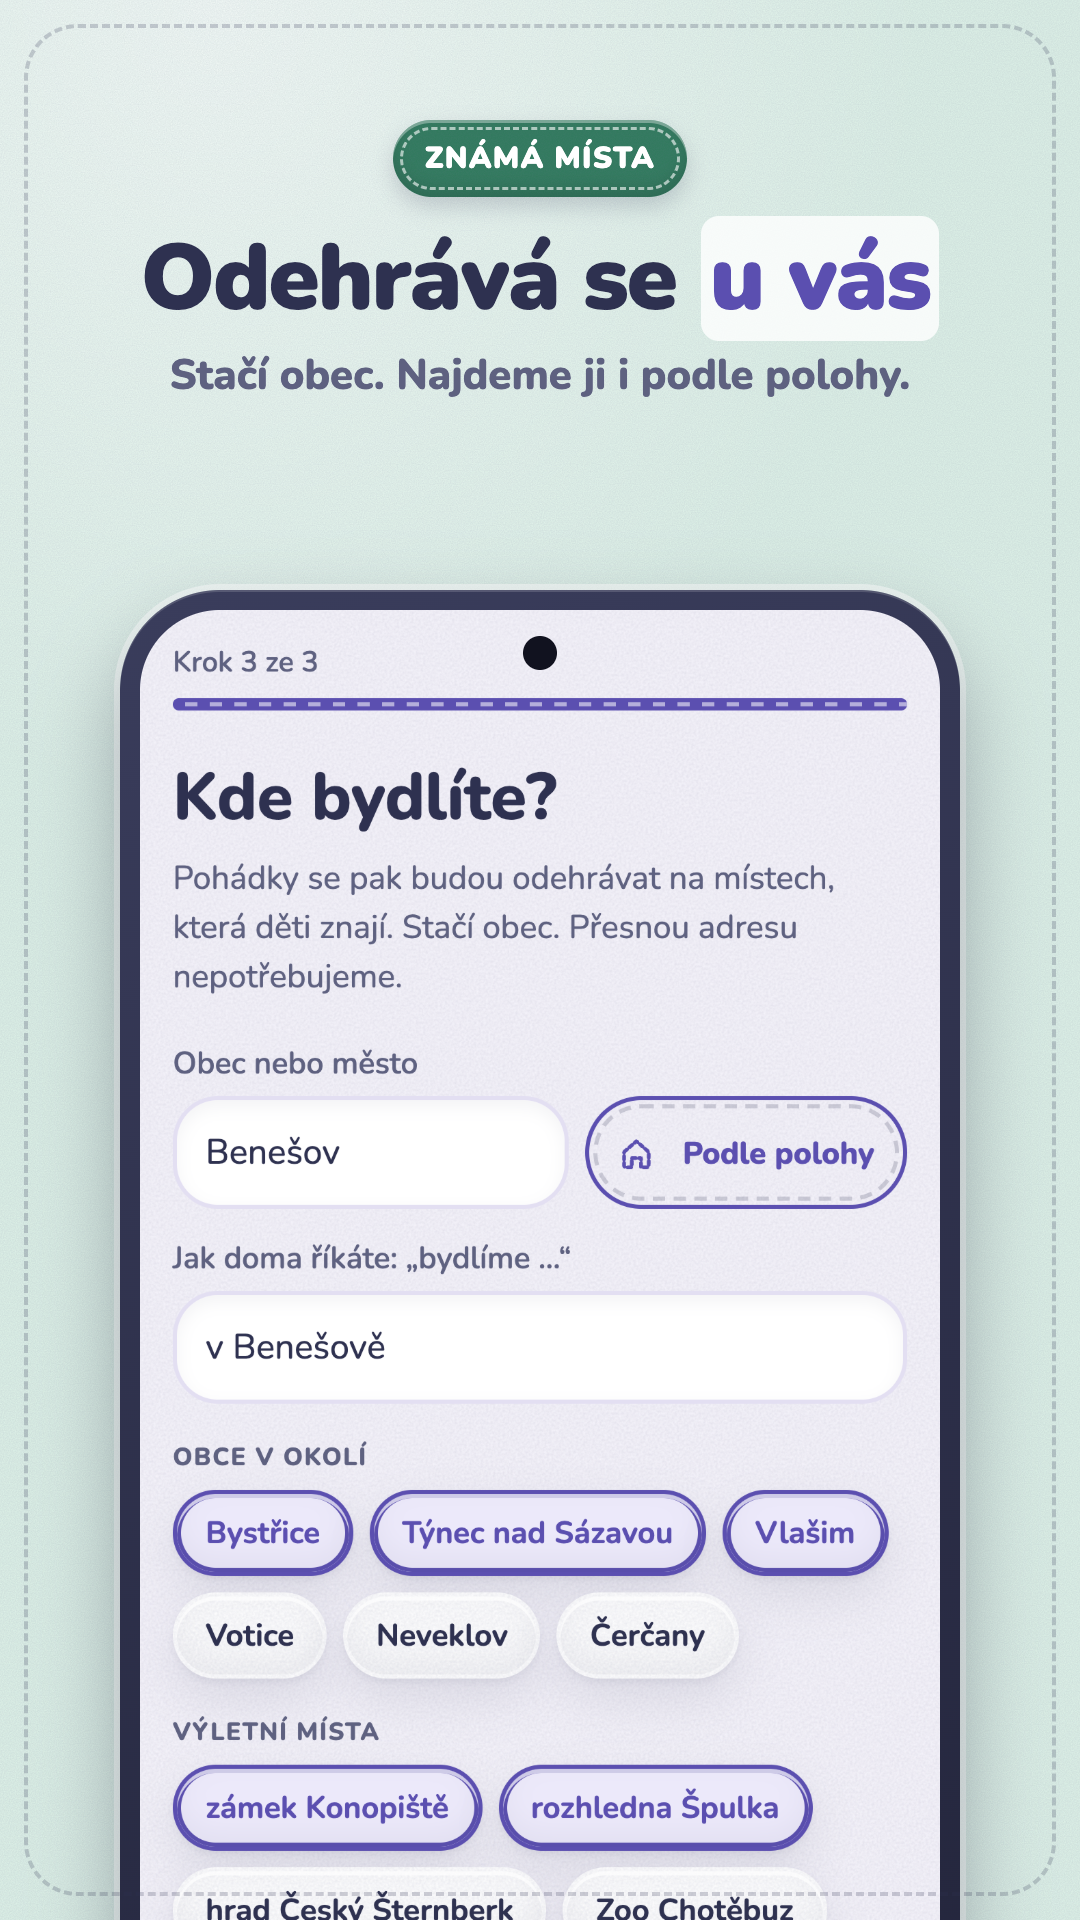 ZNÁMÁ MÍSTA
Odehrává se u vás
Stačí obec. Najdeme ji i podle polohy.
Krok 3 ze 3
Kde bydlíte?
Pohádky se pak budou odehrávat na místech,
která děti znají. Stačí obec. Přesnou adresu
nepotřebujeme.
Obec nebo město
Benešov
Podle polohy
Jak doma říkáte: „bydlíme …“
v Benešově
OBCE V OKOLÍ
Bystřice
Týnec nad Sázavou
Vlašim
Votice
Neveklov
Čerčany
VÝLETNÍ MÍSTA
zámek Konopiště
rozhledna Špulka
hrad Český Šternberk
Zoo Chotěbuz